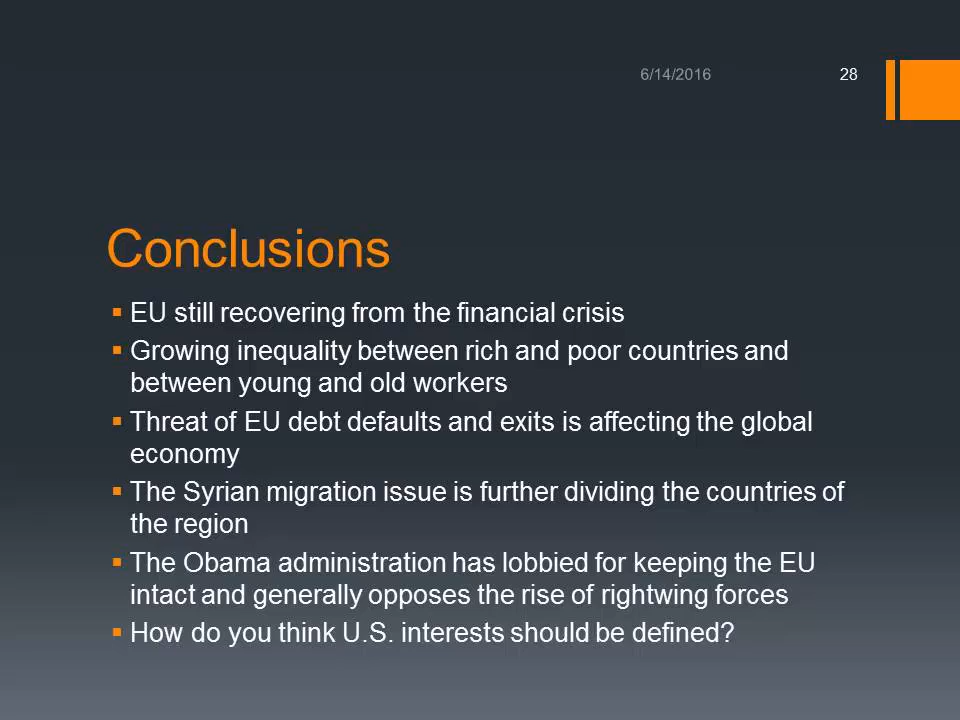 6/14/2016
28
Conclusions
▪ EU still recovering from the financial crisis
▪ Growing inequality between rich and poor countries and
between young and old workers
▪ Threat of EU debt defaults and exits is affecting the global
economy
▪ The Syrian migration issue is further dividing the countries of
the region
▪ The Obama administration has lobbied for keeping the EU
intact and generally opposes the rise of rightwing forces
▪ How do you think U.S. interests should be defined?